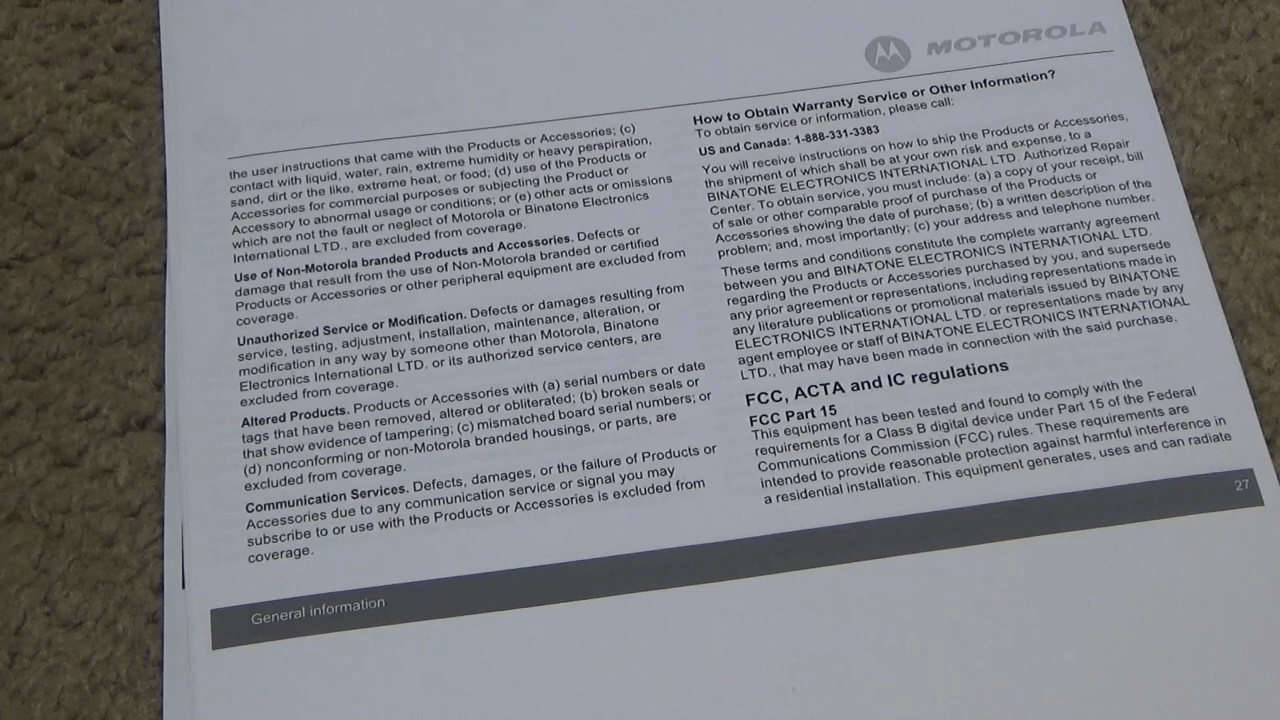 MOTOROLA
the user instructions that came with the Products or Accessories; (c)
contact with liquid, water, rain, extreme humidity or heavy perspiration,
sand, dirt or the like, extreme heat, or food; (d) use of the Products or
Accessories for commercial purposes or subjecting the Product or
Accessory to abnormal usage or conditions; or (e) other acts or omissions
which are not the fault or neglect of Motorola or Binatone Electronics
International LTD., are excluded from coverage.
Use of Non-Motorola branded Products and Accessories. Defects or
damage that result from the use of Non-Motorola branded or certified
Products or Accessories or other peripheral equipment are excluded from
coverage.
Unauthorized Service or Modification. Defects or damages resulting from
service, testing, adjustment, installation, maintenance, alteration, or
modification in any way by someone other than Motorola, Binatone
Electronics International LTD. or its authorized service centers, are
excluded from coverage.
Altered Products. Products or Accessories with (a) serial numbers or date
tags that have been removed, altered or obliterated; (b) broken seals or
that show evidence of tampering; (c) mismatched board serial numbers; or
(d) nonconforming or non-Motorola branded housings, or parts, are
excluded from coverage.
Communication Services. Defects, damages, or the failure of Products or
Accessories due to any communication service or signal you may
subscribe to or use with the Products or Accessories is excluded from
coverage.
How to Obtain Warranty Service or Other Information?
To obtain service or information, please call:
US and Canada: 1-888-331-3383
You will receive instructions on how to ship the Products or Accessories,
the shipment of which shall be at your own risk and expense, to a
BINATONE ELECTRONICS INTERNATIONAL LTD. Authorized Repair
Center. To obtain service, you must include: (a) a copy of your receipt, bill
of sale or other comparable proof of purchase of the Products or
Accessories showing the date of purchase; (b) a written description of the
problem; and, most importantly; (c) your address and telephone number.
These terms and conditions constitute the complete warranty agreement
between you and BINATONE ELECTRONICS INTERNATIONAL LTD.
regarding the Products or Accessories purchased by you, and supersede
any prior agreement or representations, including representations made in
any literature publications or promotional materials issued by BINATONE
ELECTRONICS INTERNATIONAL LTD. or representations made by any
agent employee or staff of BINATONE ELECTRONICS INTERNATIONAL
LTD., that may have been made in connection with the said purchase.
FCC, ACTA and IC regulations
FCC Part 15
This equipment has been tested and found to comply with the
requirements for a Class B digital device under Part 15 of the Federal
Communications Commission (FCC) rules. These requirements are
intended to provide reasonable protection against harmful interference in
a residential installation. This equipment generates, uses and can radiate
General information
27